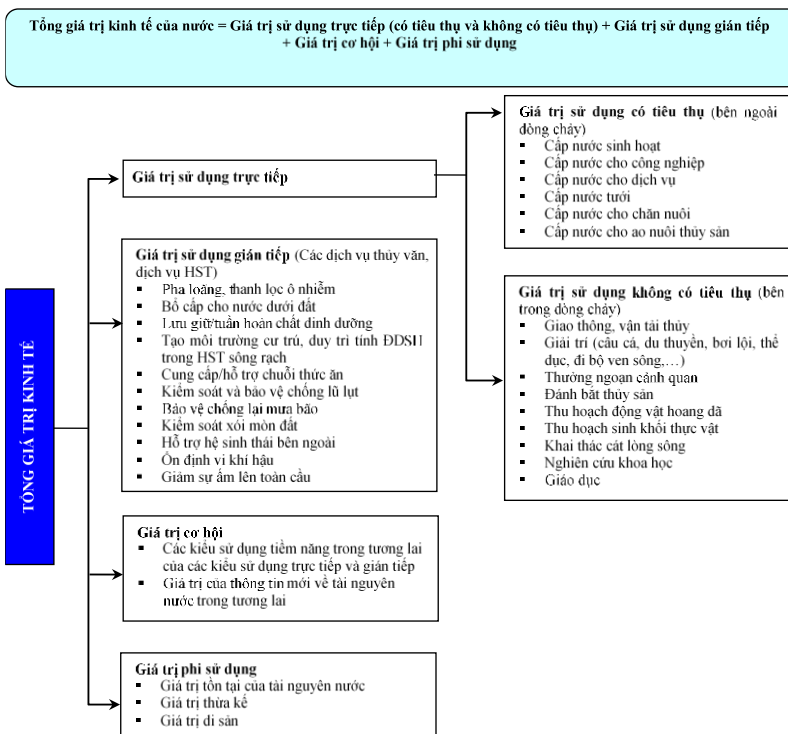 Tổng giá trị kinh tế của nước = Giá trị sử dụng trực tiếp (có tiêu thụ và không có tiêu thụ) + Giá trị sử dụng gián tiếp
+ Giá trị cơ hội + Giá trị phi sử dụng
TỔNG GIÁ TRỊ KINH TẾ
Giá trị sử dụng trực tiếp
Giá trị sử dụng gián tiếp (Các dịch vụ thủy văn,
dịch vụ HST)
▪ Pha loãng, thanh lọc ô nhiễm
▪ Bổ cấp cho nước dưới đất
▪ Lưu giữ/tuần hoàn chất dinh dưỡng
▪ Tạo môi trường cư trú, duy trì tính ĐDSH
trong HST sông rạch
▪ Cung cấp/hỗ trợ chuỗi thức ăn
▪ Kiểm soát và bảo vệ chống lũ lụt
▪ Bảo vệ chống lại mưa bão
▪ Kiểm soát xói mòn đất
▪ Hỗ trợ hệ sinh thái bên ngoài
▪ Ổn định vi khí hậu
▪ Giảm sự ấm lên toàn cầu
Giá trị cơ hội
▪ Các kiểu sử dụng tiềm năng trong tương lai
của các kiểu sử dụng trực tiếp và gián tiếp
▪ Giá trị của thông tin mới về tài nguyên
nước trong tương lai
Giá trị phi sử dụng
▪ Giá trị tồn tại của tài nguyên nước
▪ Giá trị thừa kế
▪ Giá trị di sản
Giá trị sử dụng có tiêu thụ (bên ngoài
dòng chảy)
▪ Cấp nước sinh hoạt
▪ Cấp nước cho công nghiệp
▪ Cấp nước cho dịch vụ
▪ Cấp nước tưới
▪ Cấp nước cho chăn nuôi
▪ Cấp nước cho ao nuôi thủy sản
Giá trị sử dụng không có tiêu thụ (bên
trong dòng chảy)
▪ Giao thông, vận tải thủy
▪ Giải trí (câu cá, du thuyền, bơi lội, thể
dục, đi bộ ven sông,…)
▪ Thưởng ngoạn cảnh quan
▪ Đánh bắt thủy sản
▪ Thu hoạch động vật hoang dã
▪ Thu hoạch sinh khối thực vật
▪ Khai thác cát lòng sông
▪ Nghiên cứu khoa học
▪ Giáo dục